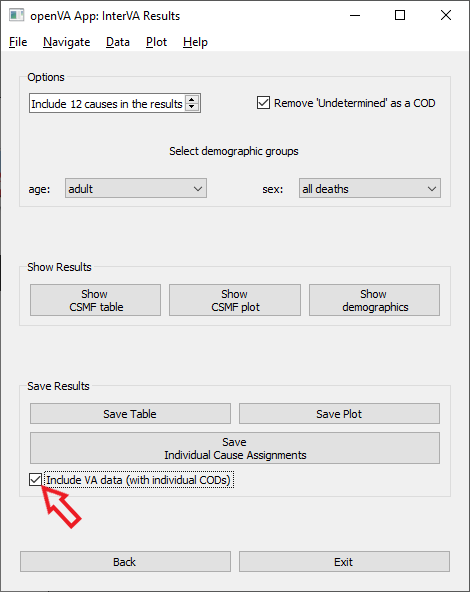 openVA App: InterVA Results
File Navigate Data Plot Help
Options
Include 12 causes in the results
Remove 'Undetermined' as a COD
Select demographic groups
age: adult sex: all deaths
Show Results
Show
CSMF table
Show
CSMF plot
Show
demographics
Save Results
Save Table
Save Plot
Save
Individual Cause Assignments
Include VA data (with individual CODs)
Back
Exit